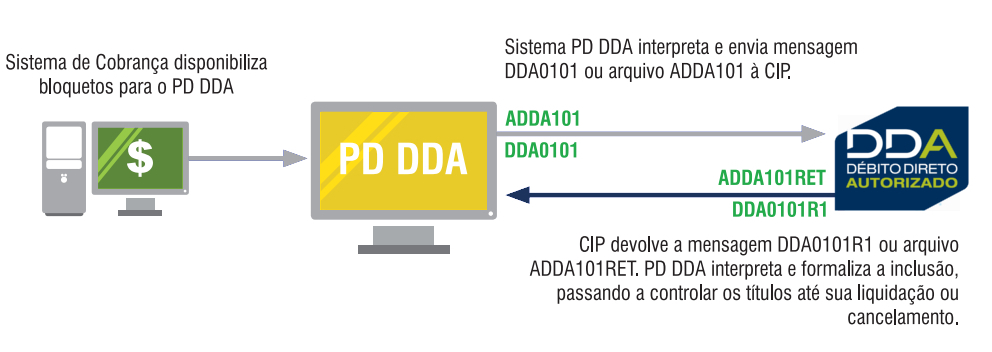 Sistema de Cobrança disponibiliza
bloquetos para o PD DDA
$
PD DDA
Sistema PD DDA interpreta e envia mensagem
DDA0101 ou arquivo ADDA101 à CIP.
ADDA101
DDA0101
ADDA101RET
DDA0101R1
DDA
DÉBITO DIRETO
AUTORIZADO
CIP devolve a mensagem DDA0101R1 ou arquivo
ADDA101RET. PD DDA interpreta e formaliza a inclusão,
passando a controlar os títulos até sua liquidação ou
cancelamento.